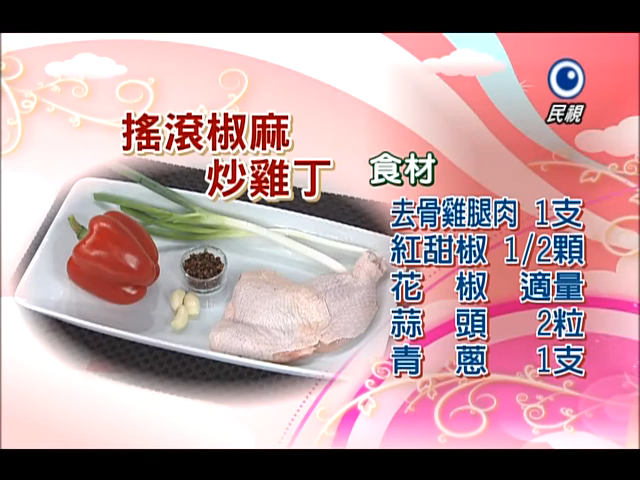 民視
搖滾椒麻
炒雞丁
食材
去骨雞腿肉 1支
紅甜椒 1/2顆
花椒 適量
蒜頭 2粒
青蔥 1支